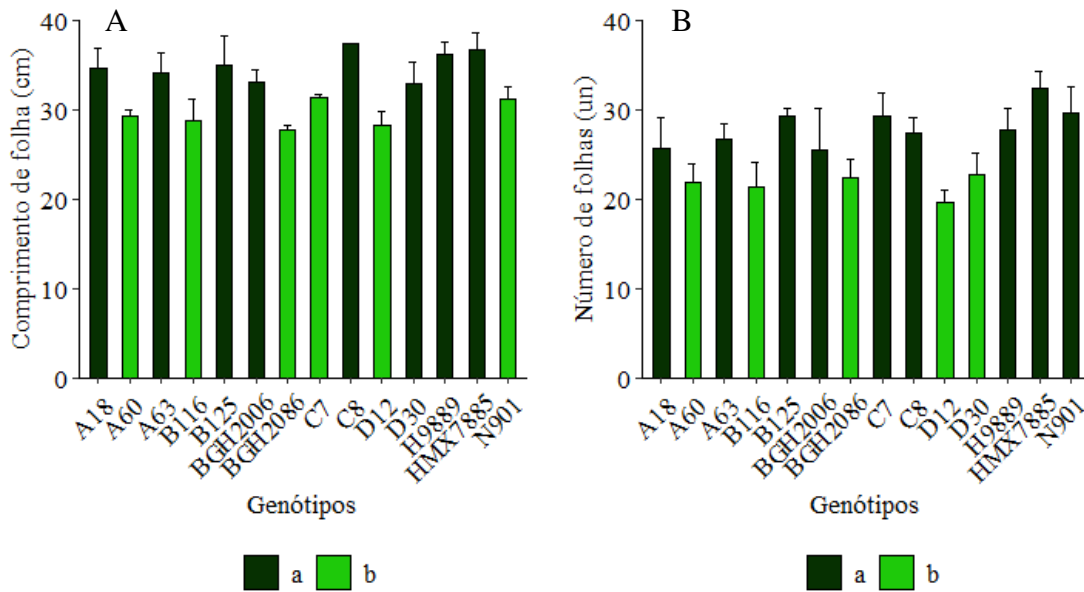 A
Comprimento de folha (cm)
40
30
20
10
0
A18
A60
A63
B116
B125
BGH2006
BGH2086
C7
C8
D12
D30
H9889
HMX7885
N901
Genótipos
a b
B
Número de folhas (un)
40
30
20
10
0
A18
A60
A63
B116
B125
BGH2006
BGH2086
C7
C8
D12
D30
H9889
HMX7885
N901
Genótipos
a b